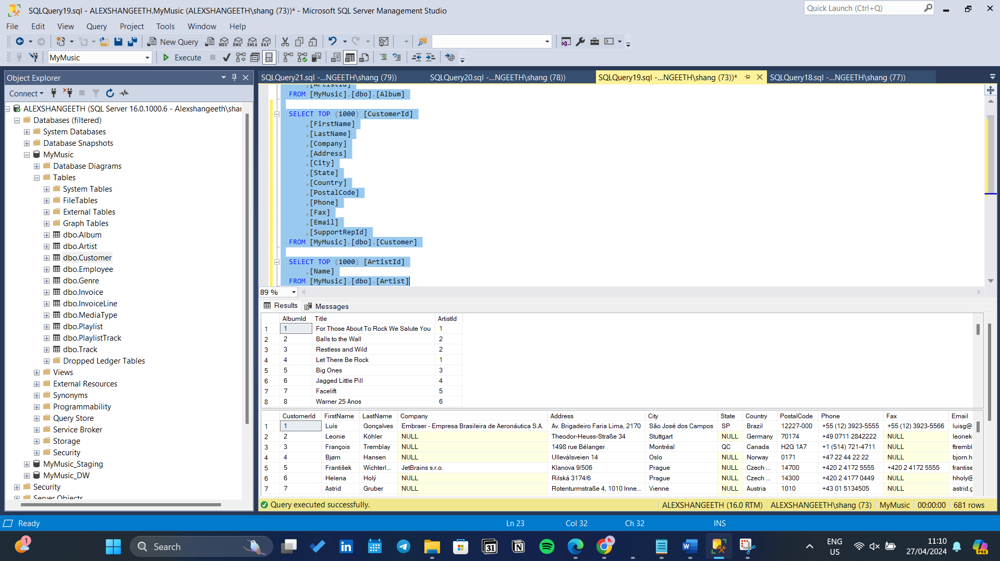 SQLQuery19.sql - ALEXSHANGEETH.MyMusic (ALEXSHANGEETH\shang (73))* - Microsoft SQL Server Management Studio
Quick Launch (Ctrl+Q)
File Edit View Query Project Tools Window Help
New Query MDX DMX XMLA DAX
MyMusic Execute
Object Explorer
Connect
ALEXSHANGEETH (SQL Server 16.0.1000.6 - Alexshangeeth\shar
Databases (filtered)
System Databases
Database Snapshots
MyMusic
Database Diagrams
Tables
System Tables
FileTables
External Tables
Graph Tables
dbo.Album
dbo.Artist
dbo.Customer
dbo.Employee
dbo.Genre
dbo.Invoice
dbo.InvoiceLine
dbo.MediaType
dbo.Playlist
dbo.PlaylistTrack
dbo.Track
Dropped Ledger Tables
Views
External Resources
Synonyms
Programmability
Query Store
Service Broker
Storage
Security
MyMusic_Staging
MyMusic_DW
Security
Server Objects
SQLQuery21.sql -...NGEETH\shang (79)) SQLQuery20.sql -...NGEETH\shang (78)) SQLQuery19.sql -...NGEETH\shang (73))* SQLQuery18.sql -...NGEETH\shang (77))
,[ArtistId]
FROM [MyMusic].[dbo].[Album]
SELECT TOP (1000) [CustomerId]
,[FirstName]
,[LastName]
,[Company]
,[Address]
,[City]
,[State]
,[Country]
,[PostalCode]
,[Phone]
,[Fax]
,[Email]
,[SupportRepId]
FROM [MyMusic].[dbo].[Customer]
SELECT TOP (1000) [ArtistId]
,[Name]
FROM [MyMusic].[dbo].[Artist]
89 %
Results Messages
AlbumId Title ArtistId
1 1 For Those About To Rock We Salute You 1
2 2 Balls to the Wall 2
3 3 Restless and Wild 2
4 4 Let There Be Rock 1
5 5 Big Ones 3
6 6 Jagged Little Pill 4
7 7 Facelift 5
8 8 Warner 25 Anos 6
CustomerId FirstName LastName Company Address City State Country PostalCode Phone Fax Email
1 1 Luís Gonçalves Embraer - Empresa Brasileira de Aeronáutica S.A. Av. Brigadeiro Faria Lima, 2170 São José dos Campos SP Brazil 12227-000 +55 (12) 3923-5555 +55 (12) 3923-5566 luisg@
2 2 Leonie Köhler NULL Theodor-Heuss-Straße 34 Stuttgart NULL Germany 70174 +49 0711 2842222 NULL leoneke
3 3 François Tremblay NULL 1498 rue Bélanger Montréal QC Canada H2G 1A7 +1 (514) 721-4711 NULL ftrembl
4 4 Bjørn Hansen NULL Ullevålsveien 14 Oslo NULL Norway 0171 +47 22 44 22 22 NULL bjorn.h
5 5 František Wichterl... JetBrains s.r.o. Klanova 9/506 Prague NULL Czech ... 14700 +420 2 4172 5555 +420 2 4172 5555 frantise
6 6 Helena Holý NULL Rilská 3174/6 Prague NULL Czech ... 14300 +420 2 4177 0449 NULL hholy@
7 7 Astrid Gruber NULL Rotenturmstraße 4, 1010 Inne... Vienne NULL Austria 1010 +43 01 5134505 NULL astrid.g
Query executed successfully. ALEXSHANGEETH (16.0 RTM) ALEXSHANGEETH\shang (73) MyMusic 00:00:00 681 rows
Ready Ln 23 Col 32 Ch 32 INS
1 Search in 31 N W ENG 11:10
US 27/04/2024 PRE